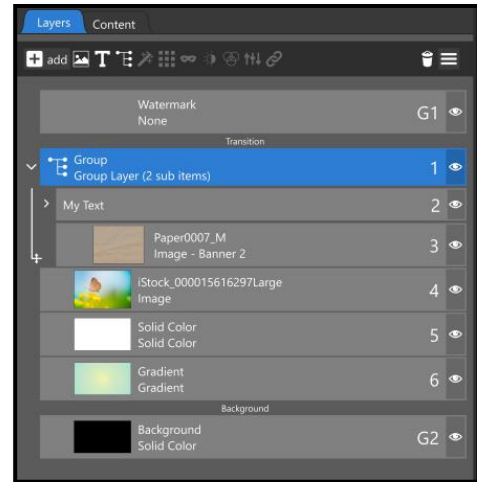 Layers Content
add
Watermark
None
G1
Transition
Group
Group Layer (2 sub items)
1
My Text
2
Paper0007_M
Image - Banner 2
3
iStock_000015616297Large
Image
4
Solid Color
Solid Color
5
Gradient
Gradient
6
Background
Background
Solid Color
G2